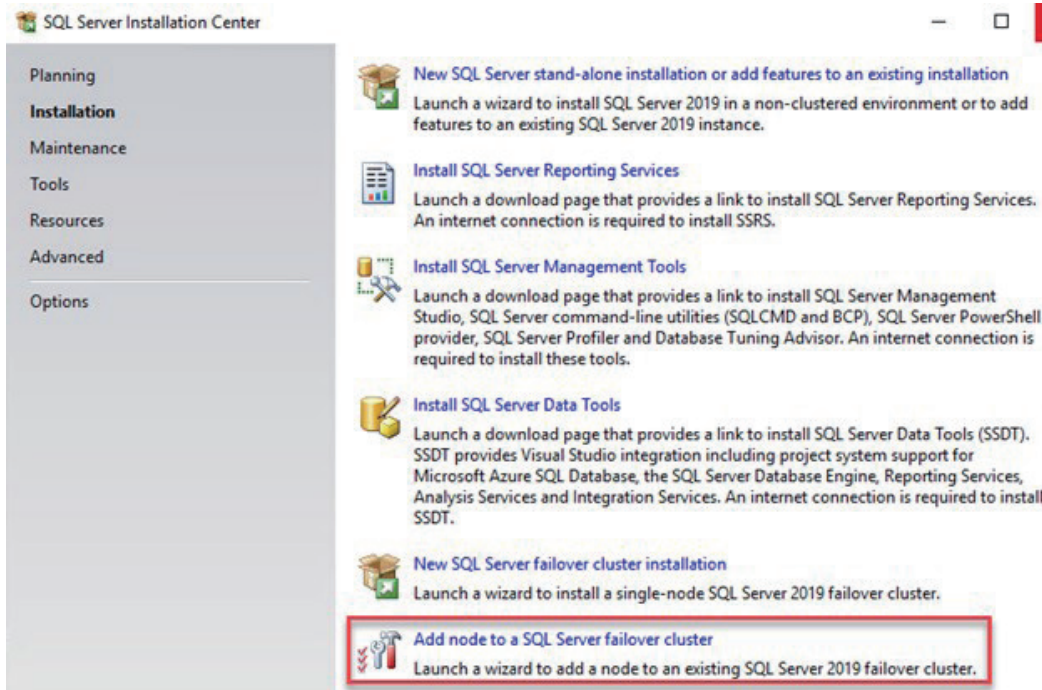 SQL Server Installation Center
Planning
Installation
Maintenance
Tools
Resources
Advanced
Options
New SQL Server stand-alone installation or add features to an existing installation
Launch a wizard to install SQL Server 2019 in a non-clustered environment or to add
features to an existing SQL Server 2019 instance.
Install SQL Server Reporting Services
Launch a download page that provides a link to install SQL Server Reporting Services.
An internet connection is required to install SSRS.
Install SQL Server Management Tools
Launch a download page that provides a link to install SQL Server Management
Studio, SQL Server command-line utilities (SQLCMD and BCP), SQL Server PowerShell
provider, SQL Server Profiler and Database Tuning Advisor. An internet connection is
required to install these tools.
Install SQL Server Data Tools
Launch a download page that provides a link to install SQL Server Data Tools (SSDT).
SSDT provides Visual Studio integration including project system support for
Microsoft Azure SQL Database, the SQL Server Database Engine, Reporting Services,
Analysis Services and Integration Services. An internet connection is required to install
SSDT.
New SQL Server failover cluster installation
Launch a wizard to install a single-node SQL Server 2019 failover cluster.
Add node to a SQL Server failover cluster
Launch a wizard to add a node to an existing SQL Server 2019 failover cluster.